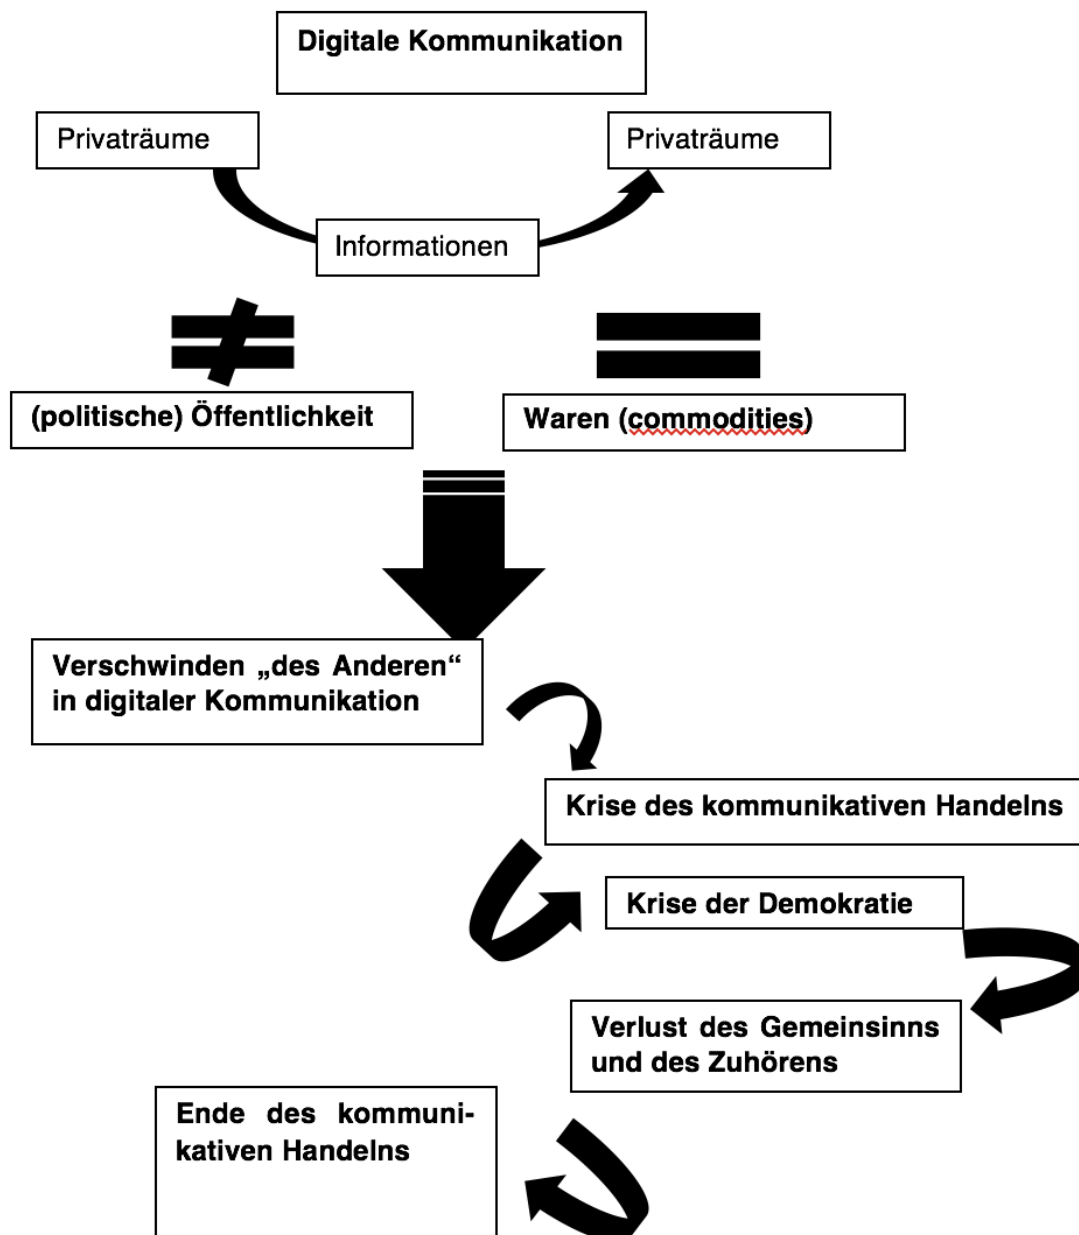 Digitale Kommunikation
Privaträume
Privaträume
Informationen
(politische) Öffentlichkeit
Waren (commodities)
Verschwinden „des Anderen“
in digitaler Kommunikation
Krise des kommunikativen Handelns
Krise der Demokratie
Verlust des Gemeinsinns
und des Zuhörens
Ende des kommuni-
kativen Handelns